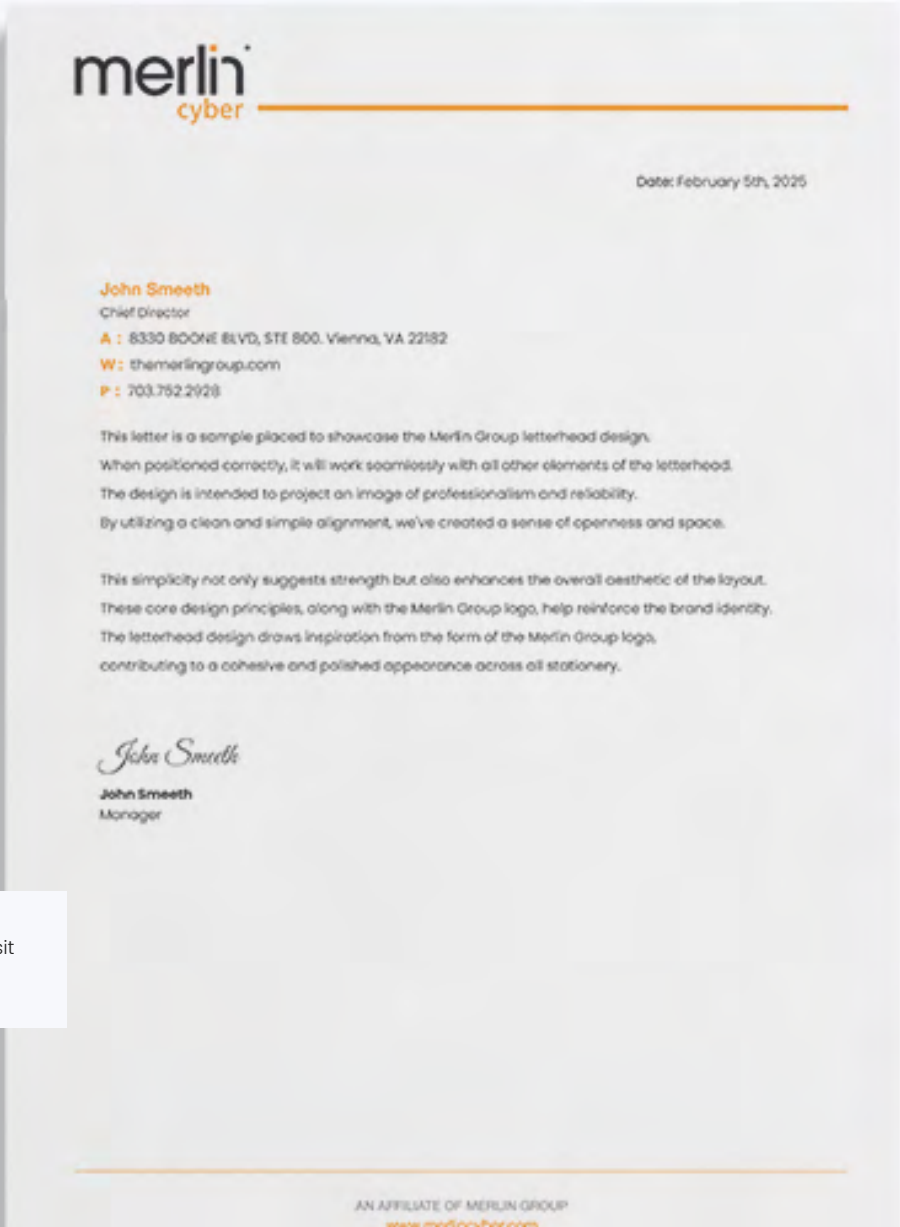 merlin
cyber
Date: February 5th, 2025
John Smeeth
Chief Director
A : 8330 BOONE BLVD, STE 800. Vienna, VA 22182
W : themerlingroup.com
P : 703.752.2928
This letter is a sample placed to showcase the Merlin Group letterhead design.
When positioned correctly, it will work seamlessly with all other elements of the letterhead.
The design is intended to project an image of professionalism and reliability.
By utilizing a clean and simple alignment, we've created a sense of openness and space.
This simplicity not only suggests strength but also enhances the overall aesthetic of the layout.
These core design principles, along with the Merlin Group logo, help reinforce the brand identity.
The letterhead design draws inspiration from the form of the Merlin Group logo,
contributing to a cohesive and polished appearance across all stationery.
John Smeeth
John Smeeth
Manager
sit
AN AFFILIATE OF MERLIN GROUP
www.merlincyber.com